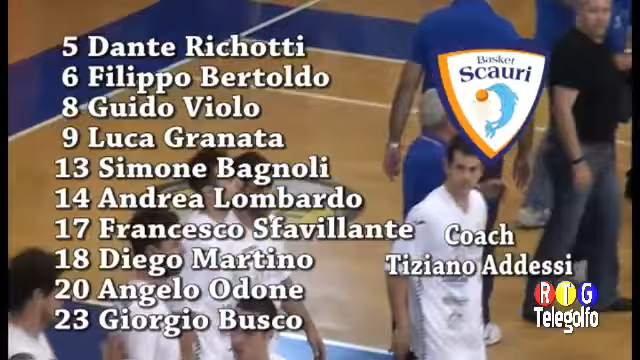 5 Dante Richotti
6 Filippo Bertoldo
8 Guido Violo
9 Luca Granata
13 Simone Bagnoli
14 Andrea Lombardo
17 Francesco Sfavillante
18 Diego Martino
20 Angelo Odone
23 Giorgio Busco
Basket
Scauri
Coach
Tiziano Addessi
RTG
Telegolfo